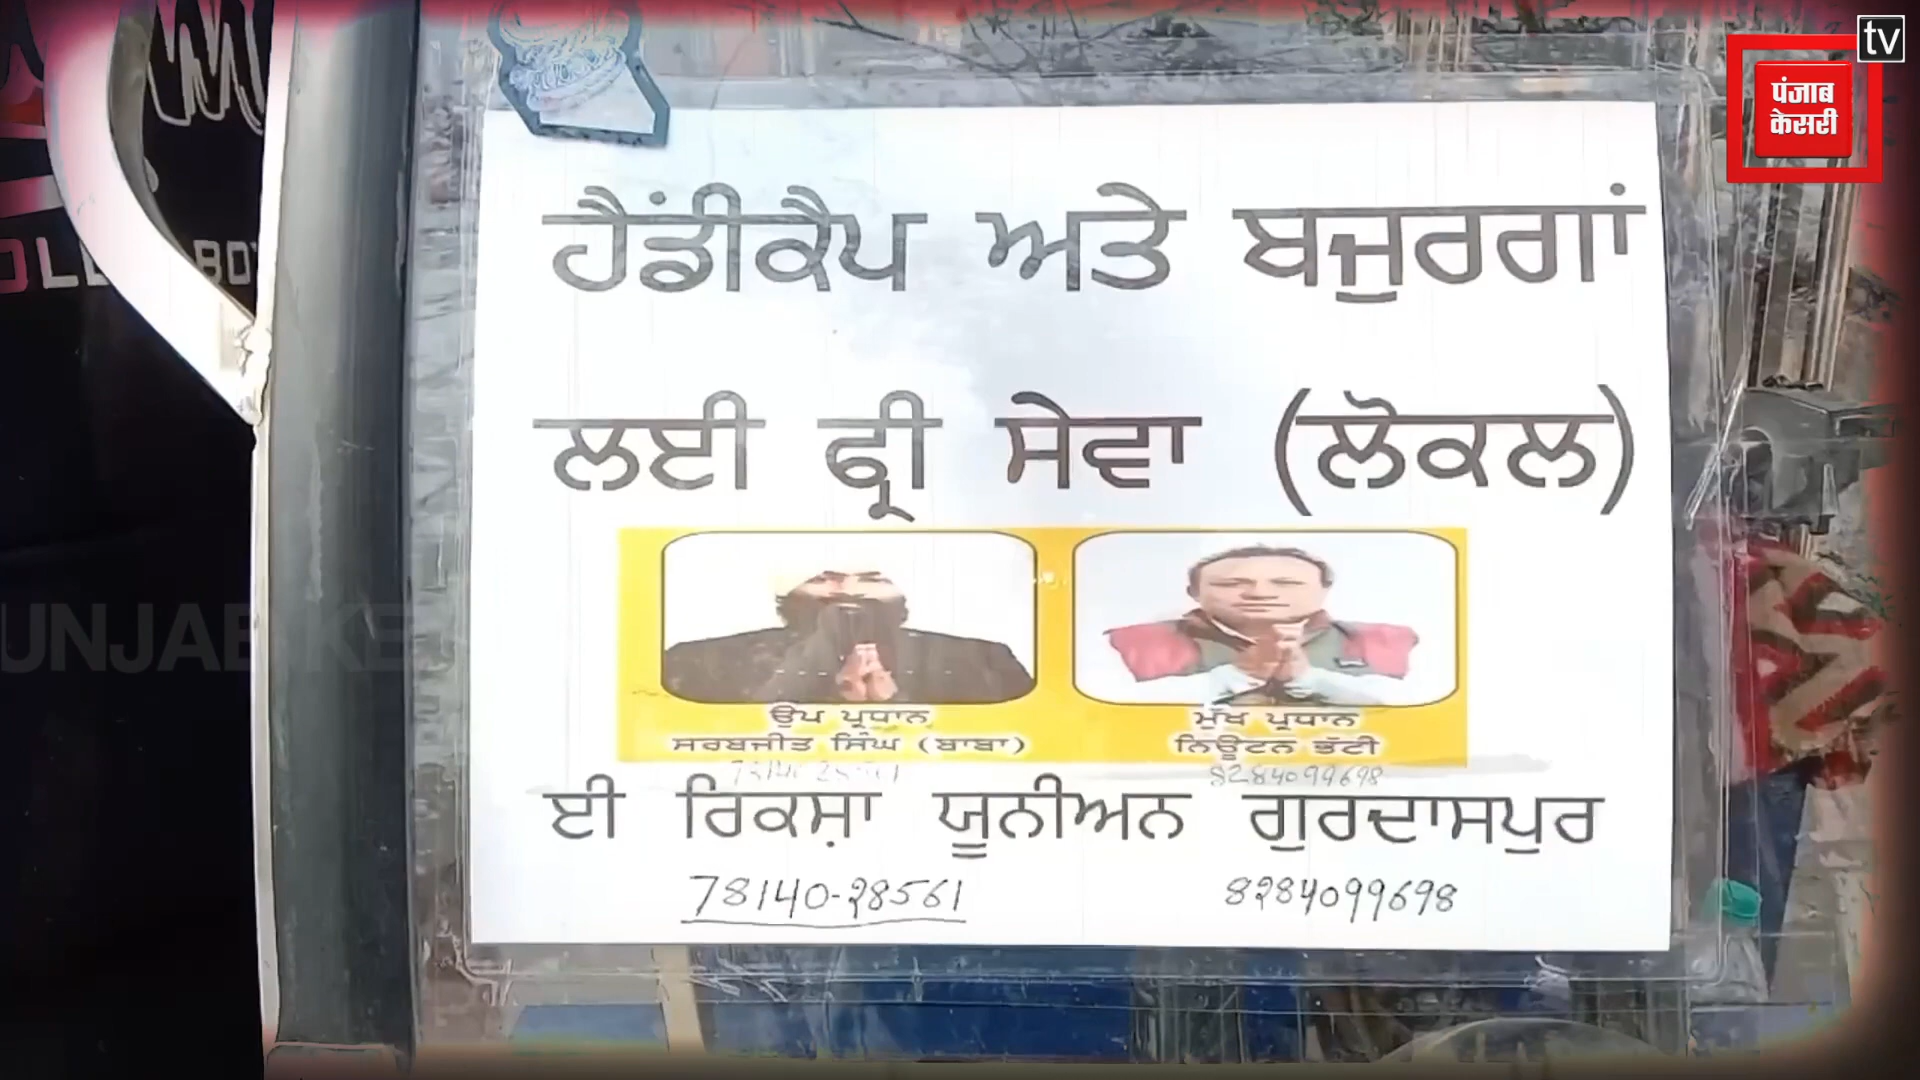 tv
ਪੰਜਾਬ
केसरी
ਹੈਂਡੀਕੈਪ ਅਤੇ ਬਜੁਰਗਾਂ
ਲਈ ਫ੍ਰੀ ਸੇਵਾ (ਲੋਕਲ)
ਉਪ ਪ੍ਰਧਾਨ
ਸਰਬਜੀਤ ਸਿੰਘ (ਬਾਬਾ)
ਮੁੱਖ ਪ੍ਰਧਾਨ
ਨਿਊਟਨ ਭੱਟੀ
8284099698
ਈ ਰਿਕਸ਼ਾ ਯੂਨੀਅਨ ਗੁਰਦਾਸਪੁਰ
78140-28561
8284099698